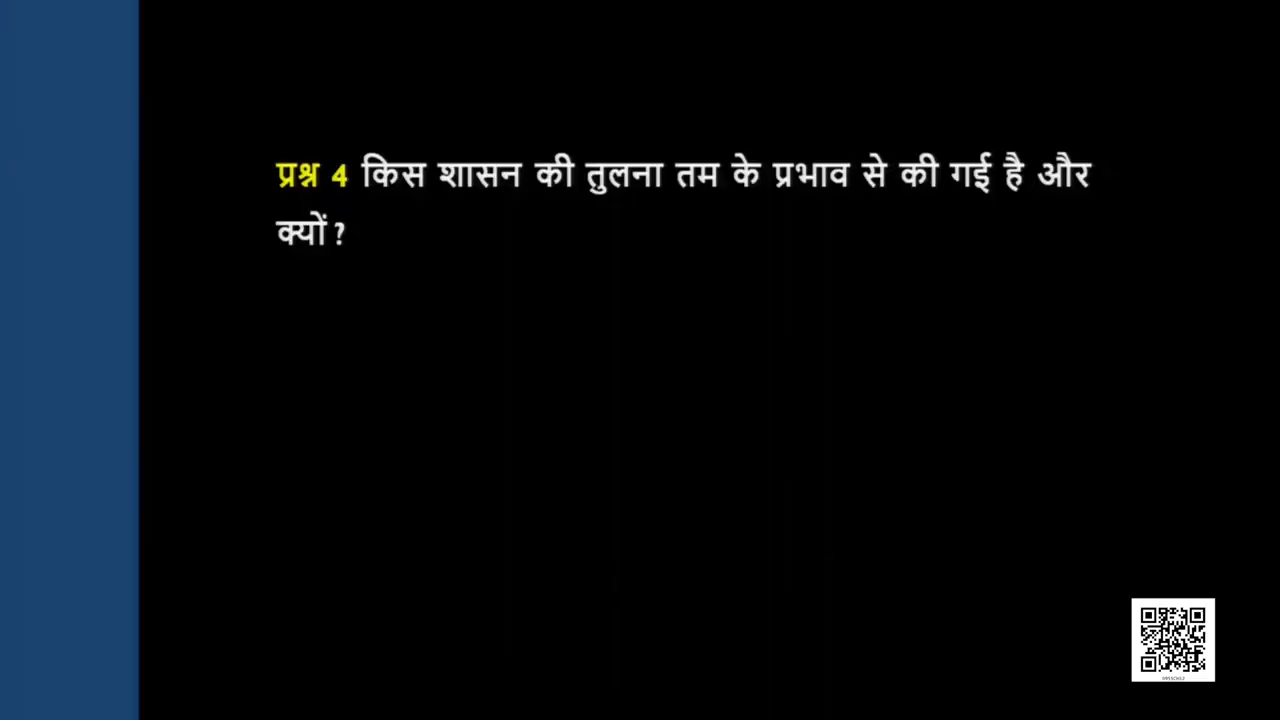 प्रश्न 4 किस शासन की तुलना तम के प्रभाव से की गई है और
क्यों ?